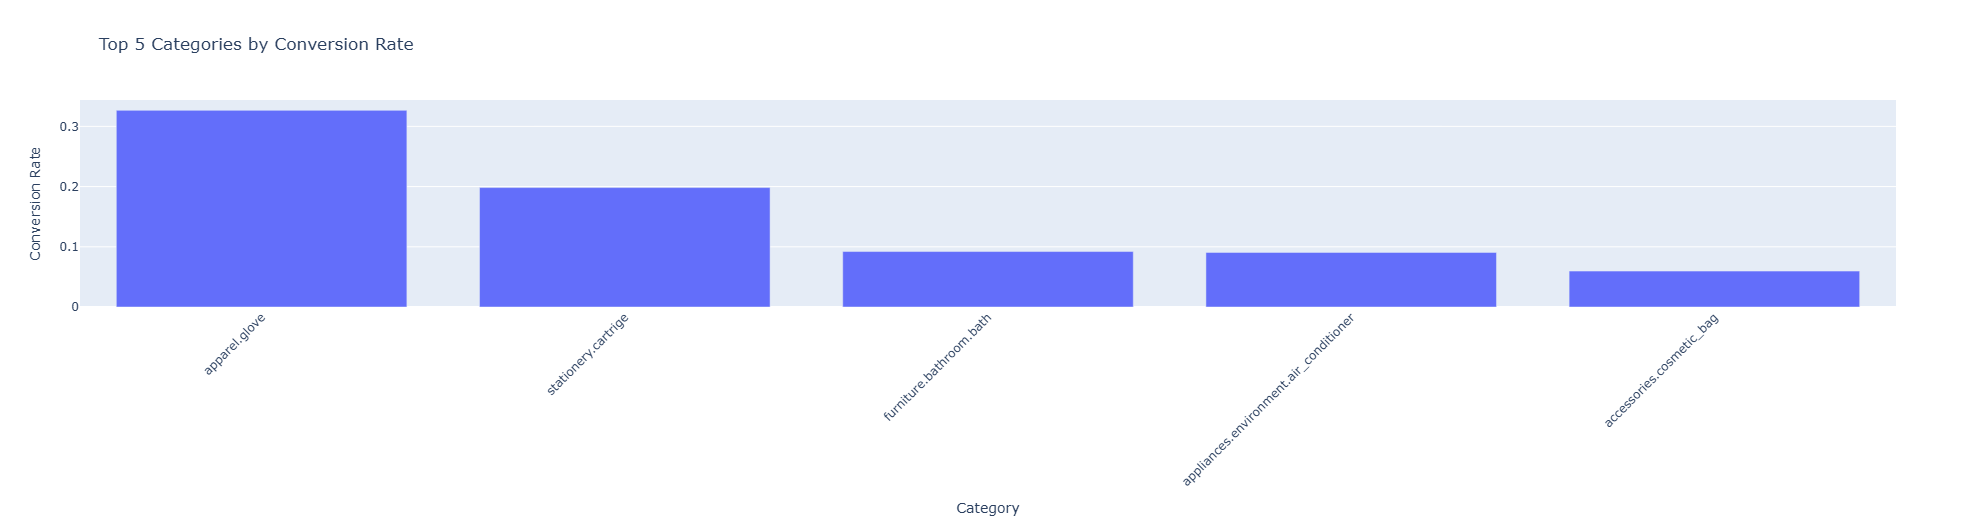 Top 5 Categories by Conversion Rate
Conversion Rate
0.3
0.2
0.1
0
apparel.glove
stationery.cartrige
furniture.bathroom.bath
appliances.environment.air_conditioner
accessories.cosmetic_bag
Category